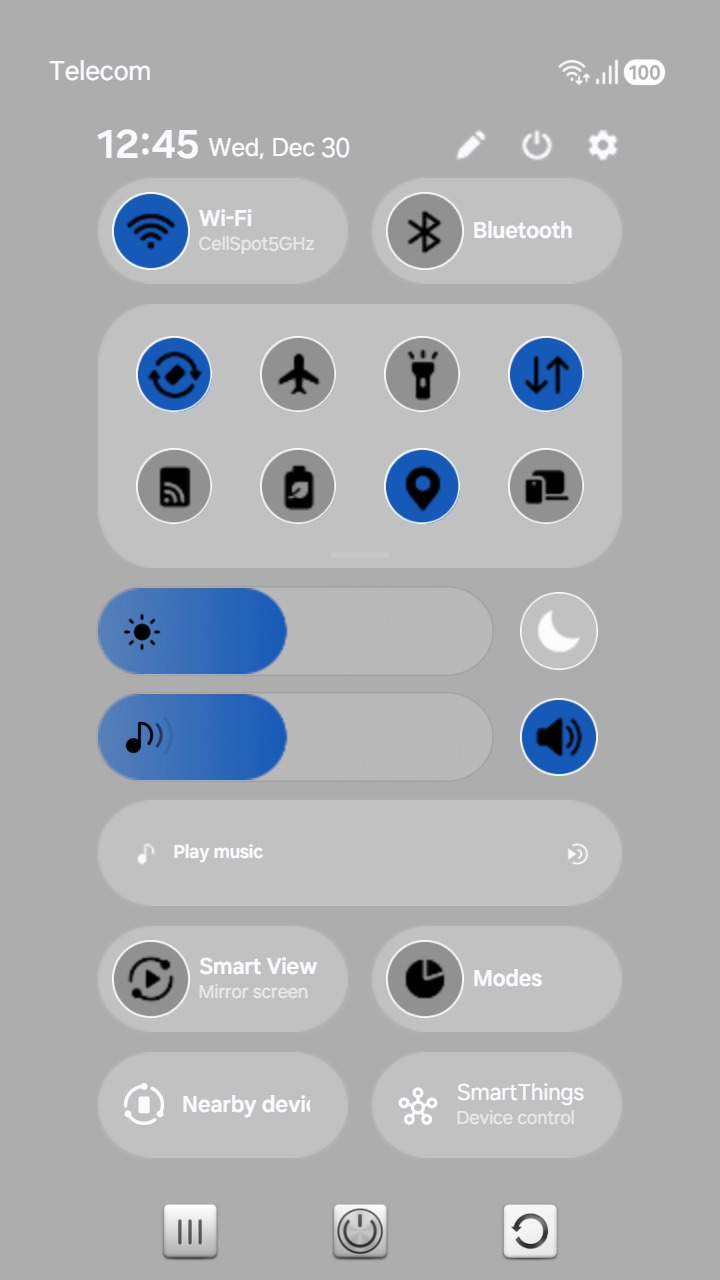 Telecom
100
12:45 Wed, Dec 30
Wi-Fi
CellSpot5GHz
Bluetooth
Play music
Smart View
Mirror screen
Modes
Nearby devic
SmartThings
Device control